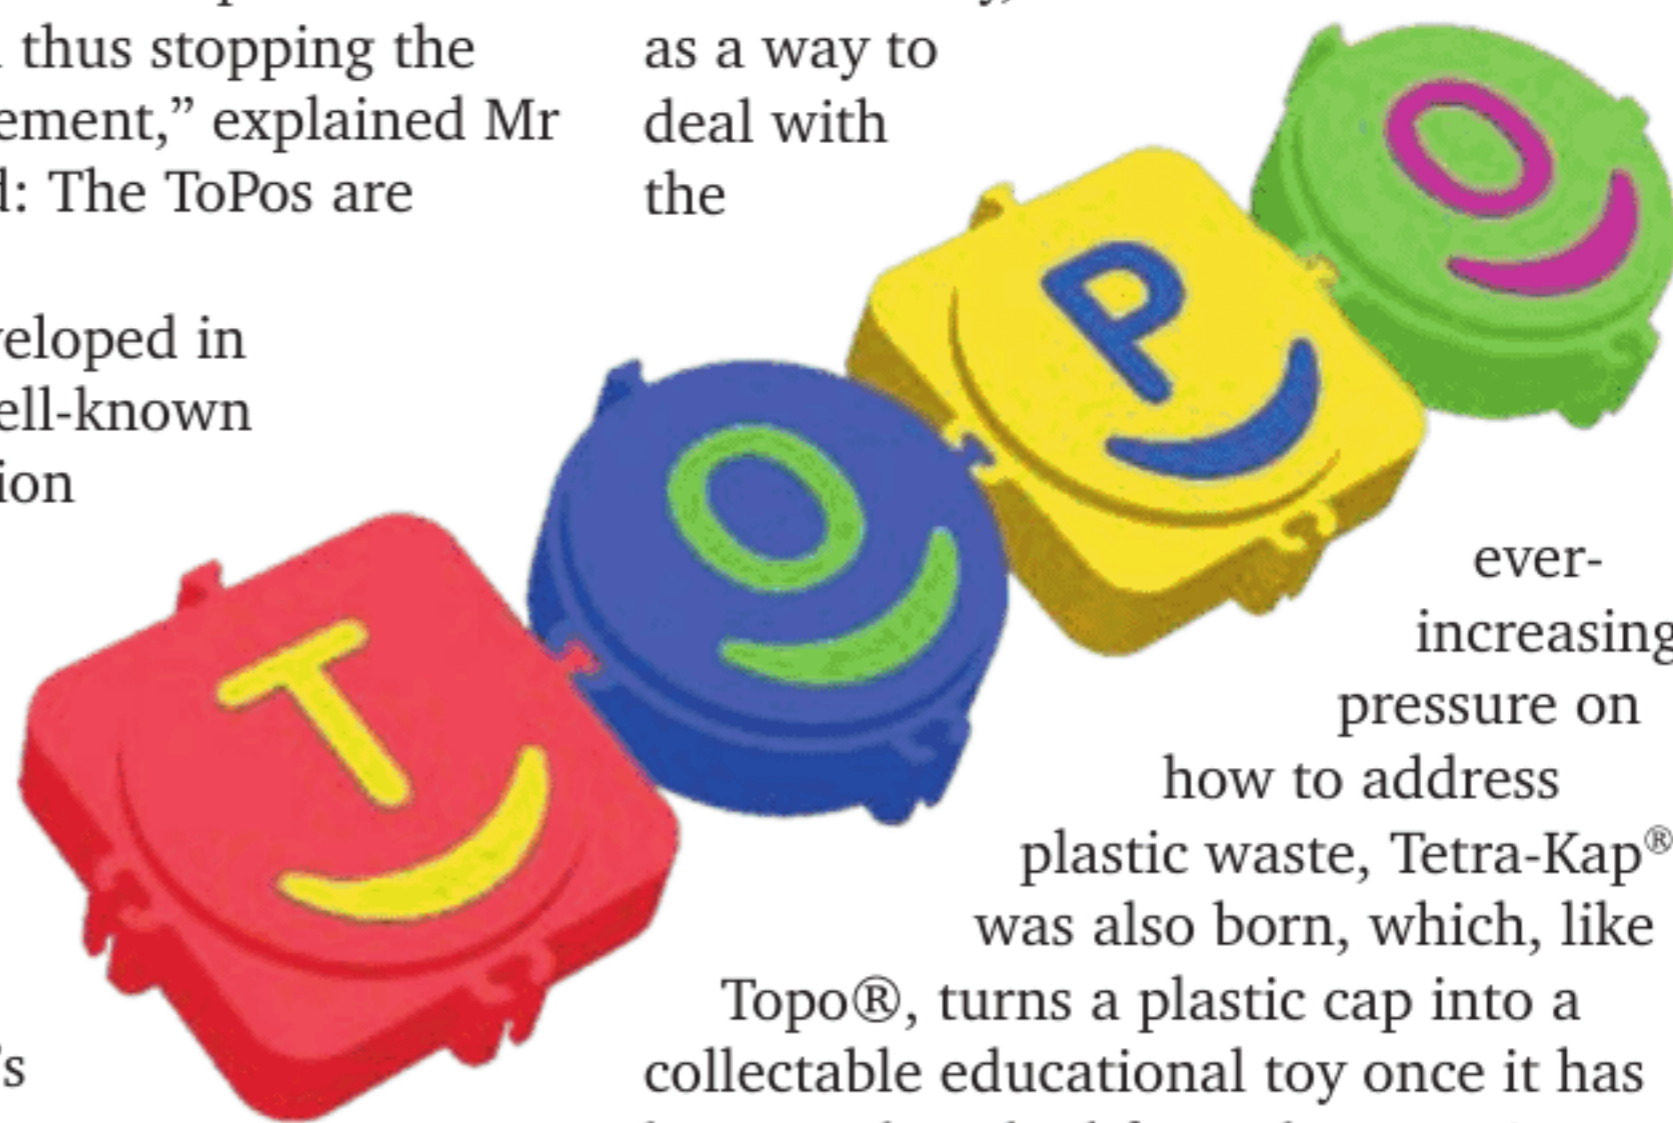 thus stopping the
ement,” explained Mr
d: The ToPos are
eloped in
ell-known
ion
’s
as a way to
deal with
the
T
O
P
O
ever-
increasing
pressure on
how to address
plastic waste, Tetra-Kap®
was also born, which, like
Topo®, turns a plastic cap into a
collectable educational toy once it has